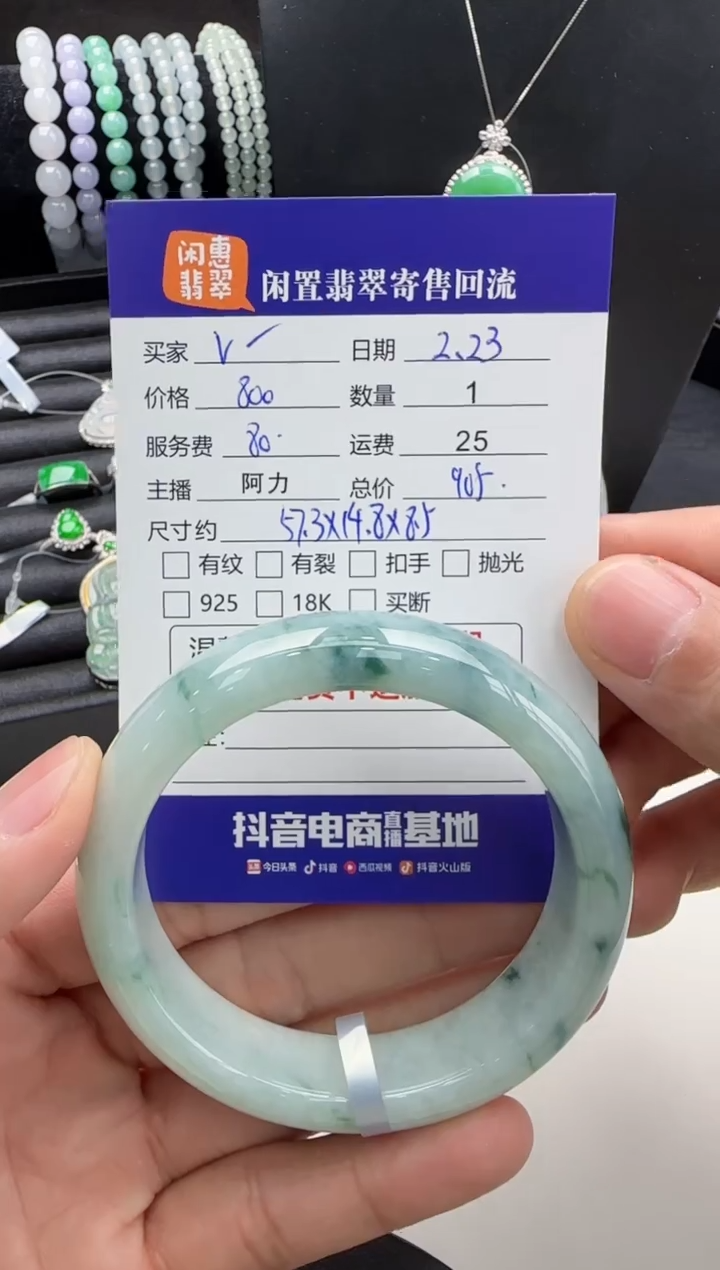 闲惠
翡翠
闲置翡翠寄售回流
买家 V✓ 日期 2.23
价格 800 数量 1
服务费 80 运费 25
主播 阿力 总价 905.
尺寸约 57.3X14.8X8.5
□ 有纹 □ 有裂 □ 扣手 □ 抛光
□ 925 □ 18K □ 买断
抖音电商直播基地
头条 今日头条 抖音 西瓜视频 抖音火山版